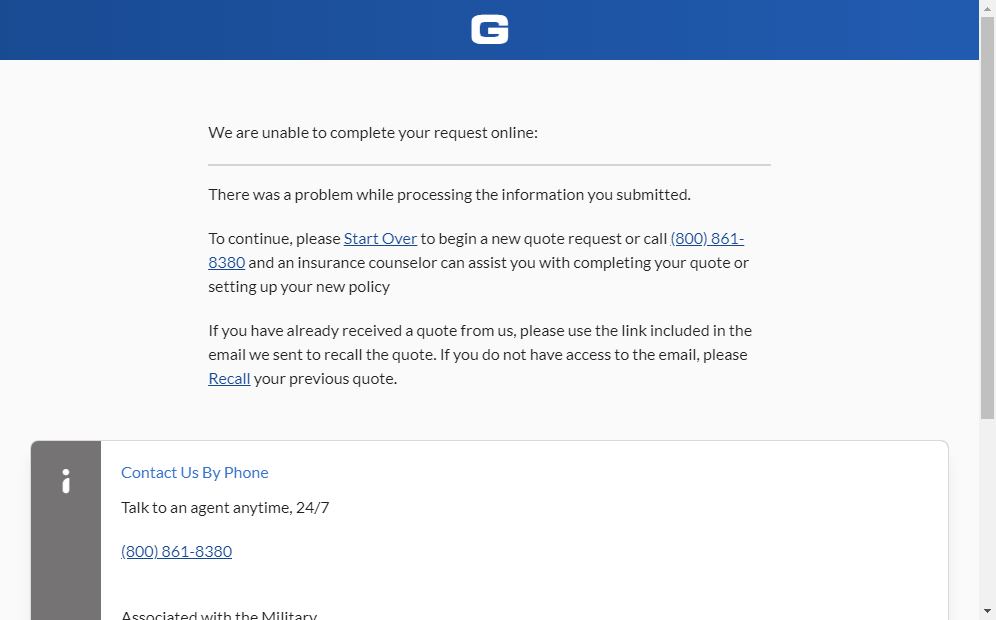 G
We are unable to complete your request online:
There was a problem while processing the information you submitted.
To continue, please Start Over to begin a new quote request or call (800) 861-
8380 and an insurance counselor can assist you with completing your quote or
setting up your new policy
If you have already received a quote from us, please use the link included in the
email we sent to recall the quote. If you do not have access to the email, please
Recall your previous quote.
Contact Us By Phone
Talk to an agent anytime, 24/7
(800) 861-8380
Associated with the Military